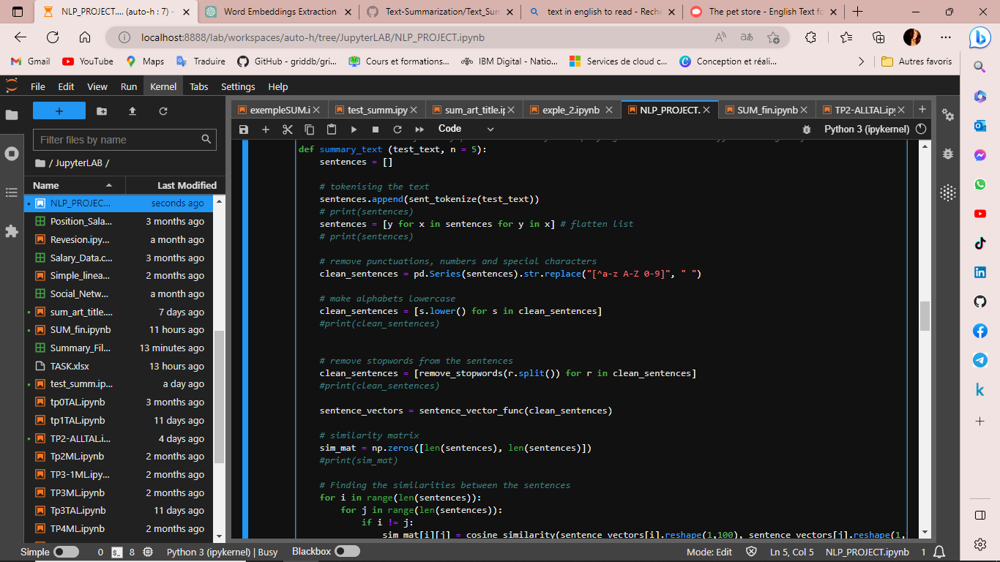 NLP_PROJECT.... (auto-h : 7) -
Word Embeddings Extraction
Text-Summarization/Text_Sum
text in english to read - Reche
The pet store - English Text fo
localhost:8888/lab/workspaces/auto-h/tree/JupyterLAB/NLP_PROJECT.ipynb
Gmail
YouTube
Maps
Traduire
GitHub - griddb/gri...
Cours et formations...
IBM Digital - Natio...
Services de cloud c...
Conception et réali...
Autres favoris
File Edit View Run Kernel Tabs Settings Help
exempleSUM.i
test_summ.ipy
sum_art_title.ip
exple_2.ipynb
NLP_PROJECT.
SUM_fin.ipynb
TP2-ALLTAL.ipy
Code
Python 3 (ipykernel)
Filter files by name
/ JupyterLAB /
Name Last Modified
NLP_PROJEC... seconds ago
Position_Sala... 3 months ago
Revesion.ipy... a month ago
Salary_Data.c... 3 months ago
Simple_linea... 2 months ago
Social_Netw... a month ago
sum_art_title.... 7 days ago
SUM_fin.ipynb 11 hours ago
Summary_Fil... 13 minutes ago
TASK.xlsx 13 hours ago
test_summ.ip... a day ago
tp0TAL.ipynb 3 months ago
tp1TAL.ipynb 11 days ago
TP2-ALLTAL.i... 4 days ago
Tp2ML.ipynb 2 months ago
TP3-1ML.ipy... 2 months ago
TP3ML.ipynb 2 months ago
Tp3TAL.ipynb 11 days ago
TP4ML.ipynb 2 months ago
def summary_text (test_text, n = 5):
sentences = []
# tokenising the text
sentences.append(sent_tokenize(test_text))
# print(sentences)
sentences = [y for x in sentences for y in x] # flatten list
# print(sentences)
# remove punctuations, numbers and special characters
clean_sentences = pd.Series(sentences).str.replace("[^a-z A-Z 0-9]", " ")
# make alphabets lowercase
clean_sentences = [s.lower() for s in clean_sentences]
#print(clean_sentences)
# remove stopwords from the sentences
clean_sentences = [remove_stopwords(r.split()) for r in clean_sentences]
#print(clean_sentences)
sentence_vectors = sentence_vector_func(clean_sentences)
# similarity matrix
sim_mat = np.zeros([len(sentences), len(sentences)])
#print(sim_mat)
# Finding the similarities between the sentences
for i in range(len(sentences)):
for j in range(len(sentences)):
if i != j:
sim_mat[i][j] = cosine_similarity(sentence_vectors[i].reshape(1,100), sentence_vectors[j].reshape(1,
Simple 0 8 Python 3 (ipykernel) | Busy Blackbox Mode: Edit Ln 5, Col 5 NLP_PROJECT.ipynb 1